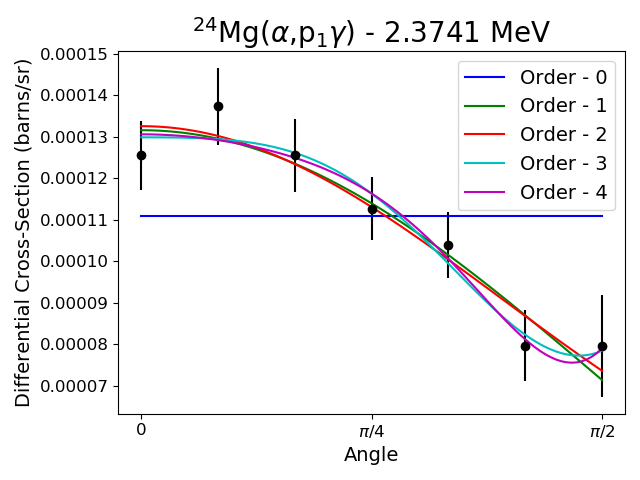 ²⁴Mg(α,p₁γ) - 2.3741 MeV
Differential Cross-Section (barns/sr)
0.00015
0.00014
0.00013
0.00012
0.00011
0.00010
0.00009
0.00008
0.00007
Order - 0
Order - 1
Order - 2
Order - 3
Order - 4
0
π/4
π/2
Angle